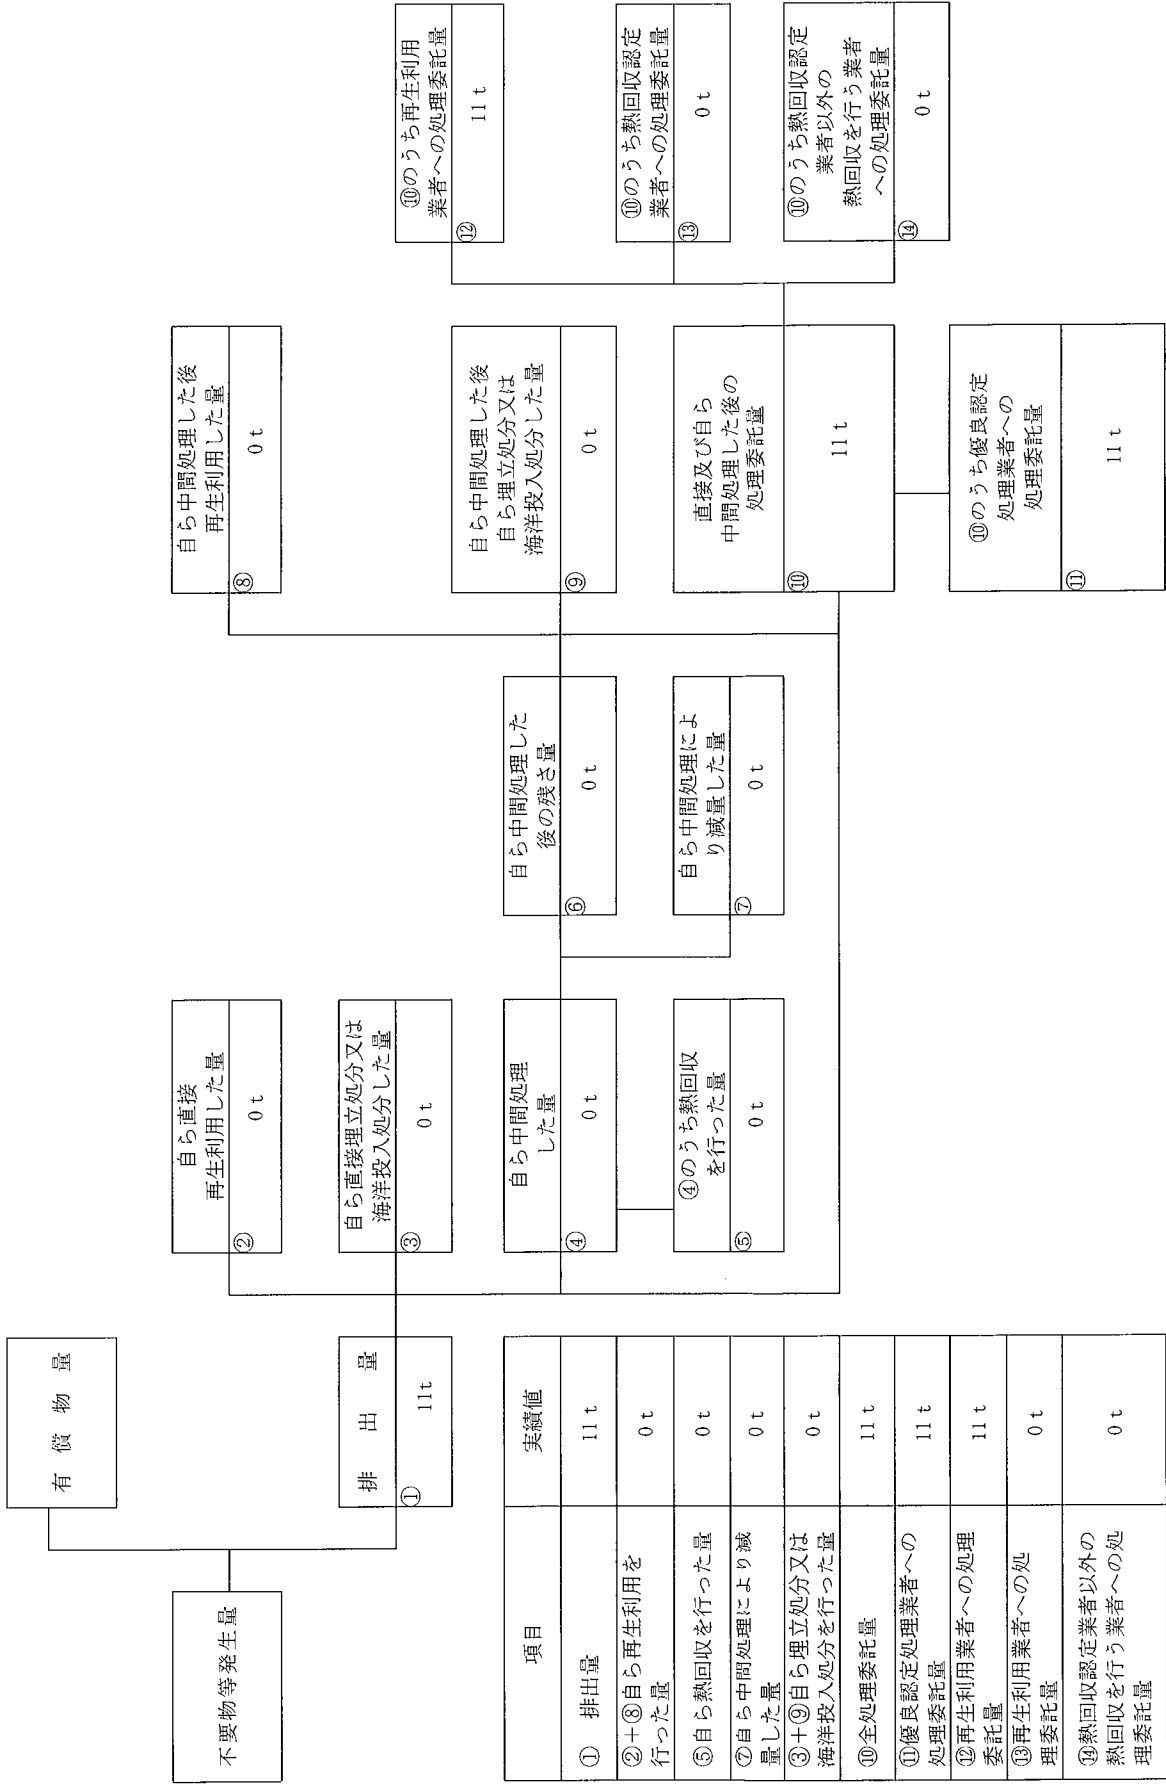 不要物等発生量
有償物量
排出量
①
11t
自ら直接
再生利用した量
②
0t
自ら直接埋立処分又は
海洋投入処分した量
③
0t
自ら中間処理
した量
④
0t
④のうち熱回収
を行った量
⑤
0t
自ら中間処理した
後の残さ量
⑥
0t
自ら中間処理によ
り減量した量
⑦
0t
自ら中間処理した後
再生利用した量
⑧
0t
自ら中間処理した後
自ら埋立処分又は
海洋投入処分した量
⑨
0t
直接及び自ら
中間処理した後の
処理委託量
⑩
11t
⑩のうち優良認定
処理業者への
処理委託量
⑪
11t
⑩のうち再生利用
業者への処理委託量
⑫
11t
⑩のうち熱回収認定
業者への処理委託量
⑬
0t
⑩のうち熱回収認定
業者以外の
熱回収を行う業者
への処理委託量
⑭
0t
項目 実績値
① 排出量 11t
②+⑧自ら再生利用を
行った量 0t
⑤自ら熱回収を行った量 0t
⑦自ら中間処理により減
量した量 0t
③+⑨自ら埋立処分又は
海洋投入処分を行った量 0t
⑩全処理委託量 11t
⑪優良認定処理業者への
処理委託量 11t
⑫再生利用業者への処理
委託量 11t
⑬再生利用業者への処
理委託量 0t
⑭熱回収認定業者以外の
熱回収を行う業者への処
理委託量 0t